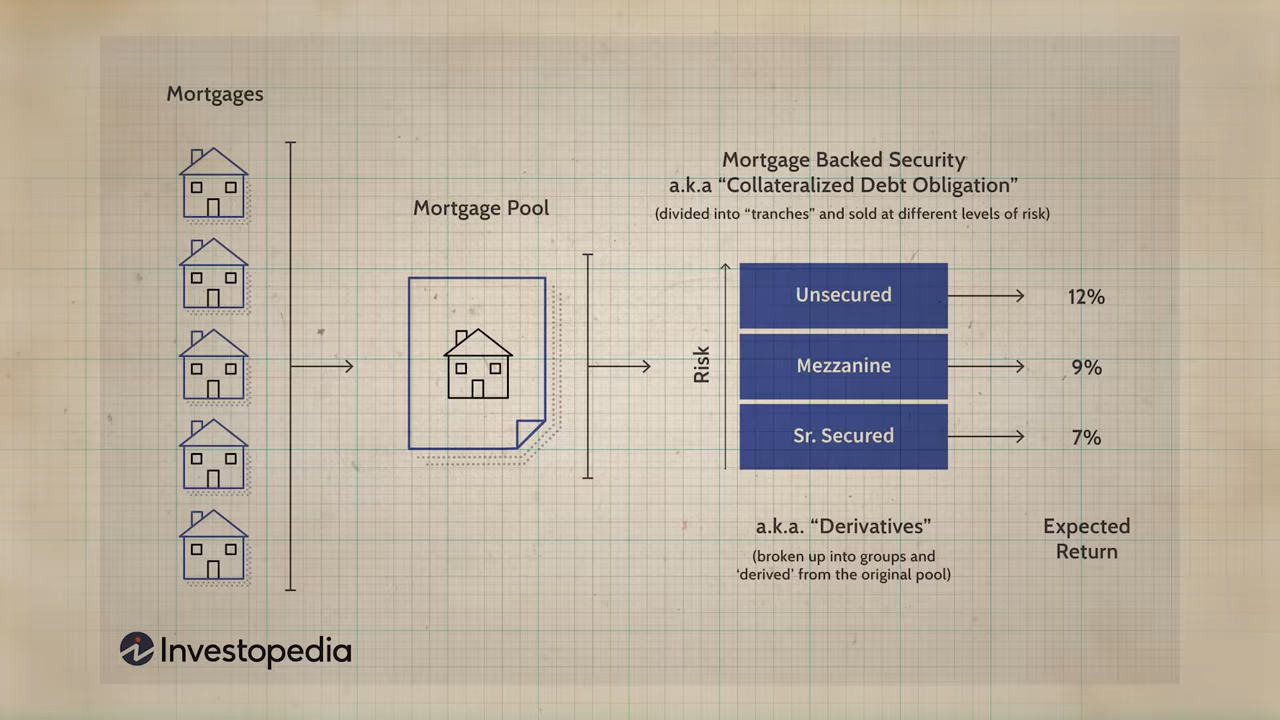 Mortgages
Mortgage Pool
Mortgage Backed Security
a.k.a “Collateralized Debt Obligation”
(divided into “tranches” and sold at different levels of risk)
Risk
Unsecured
12%
Mezzanine
9%
Sr. Secured
7%
a.k.a. “Derivatives”
(broken up into groups and
‘derived’ from the original pool)
Expected
Return
Investopedia